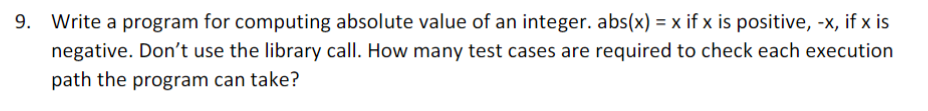 9. Write a program for computing absolute value of an integer. abs(x) = x if x is positive, -x, if x is
negative. Don’t use the library call. How many test cases are required to check each execution
path the program can take?